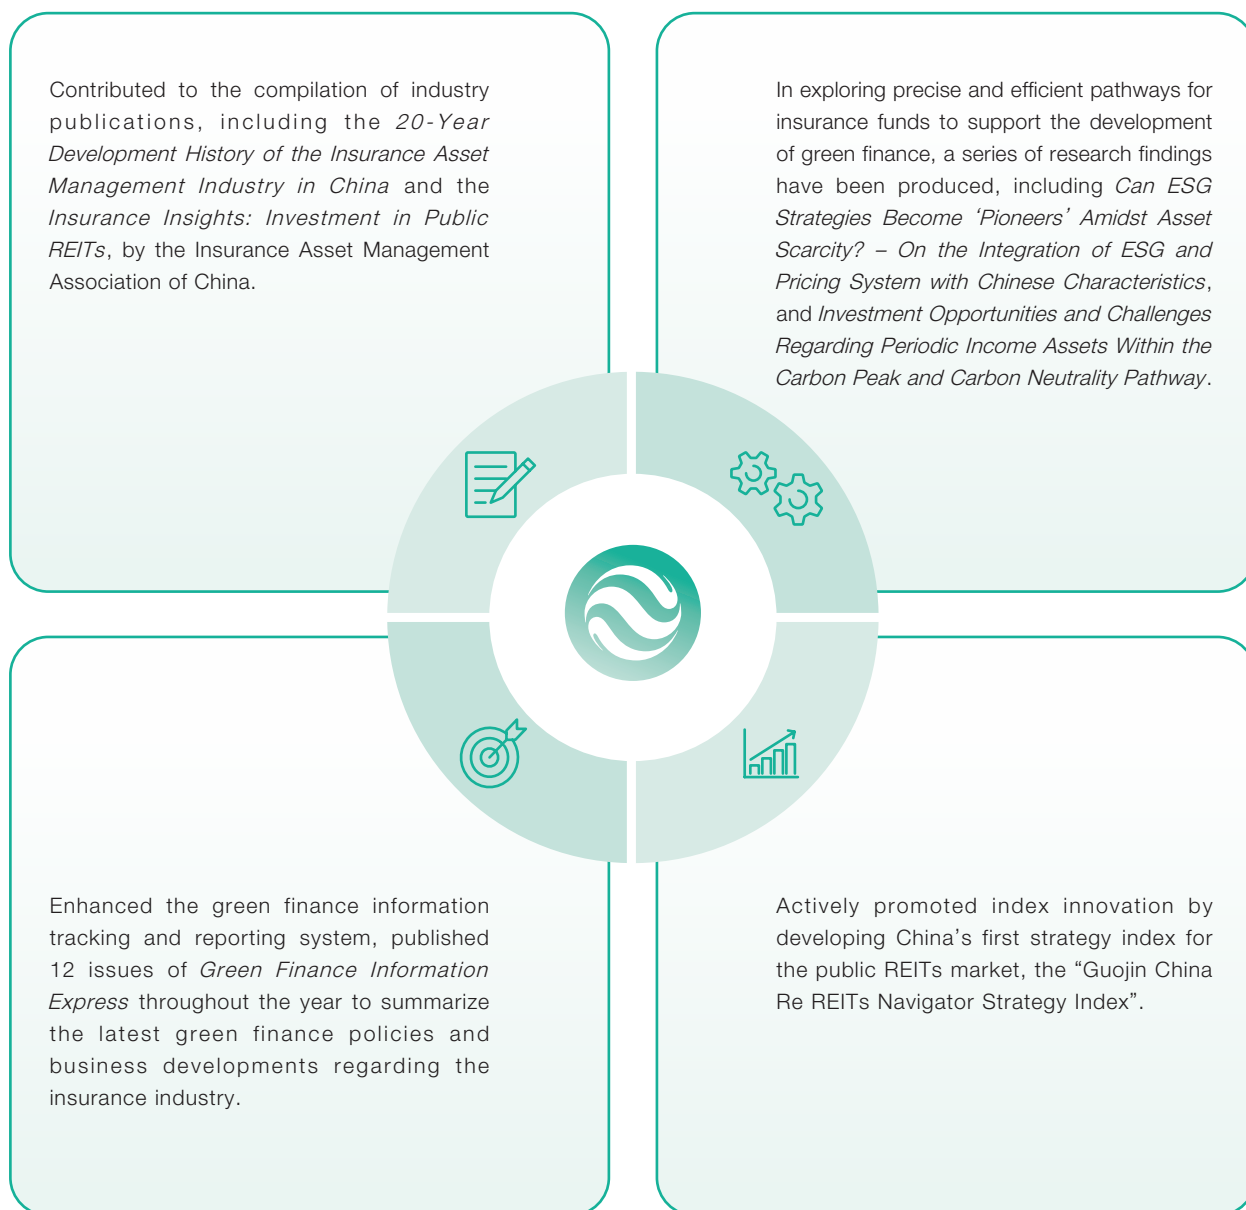 Contributed to the compilation of industry
publications, including the 20-Year
Development History of the Insurance Asset
Management Industry in China and the
Insurance Insights: Investment in Public
REITs, by the Insurance Asset Management
Association of China.
In exploring precise and efficient pathways for
insurance funds to support the development
of green finance, a series of research findings
have been produced, including Can ESG
Strategies Become ‘Pioneers’ Amidst Asset
Scarcity? – On the Integration of ESG and
Pricing System with Chinese Characteristics,
and Investment Opportunities and Challenges
Regarding Periodic Income Assets Within the
Carbon Peak and Carbon Neutrality Pathway.
Enhanced the green finance information
tracking and reporting system, published
12 issues of Green Finance Information
Express throughout the year to summarize
the latest green finance policies and
business developments regarding the
insurance industry.
Actively promoted index innovation by
developing China’s first strategy index for
the public REITs market, the “Guojin China
Re REITs Navigator Strategy Index”.